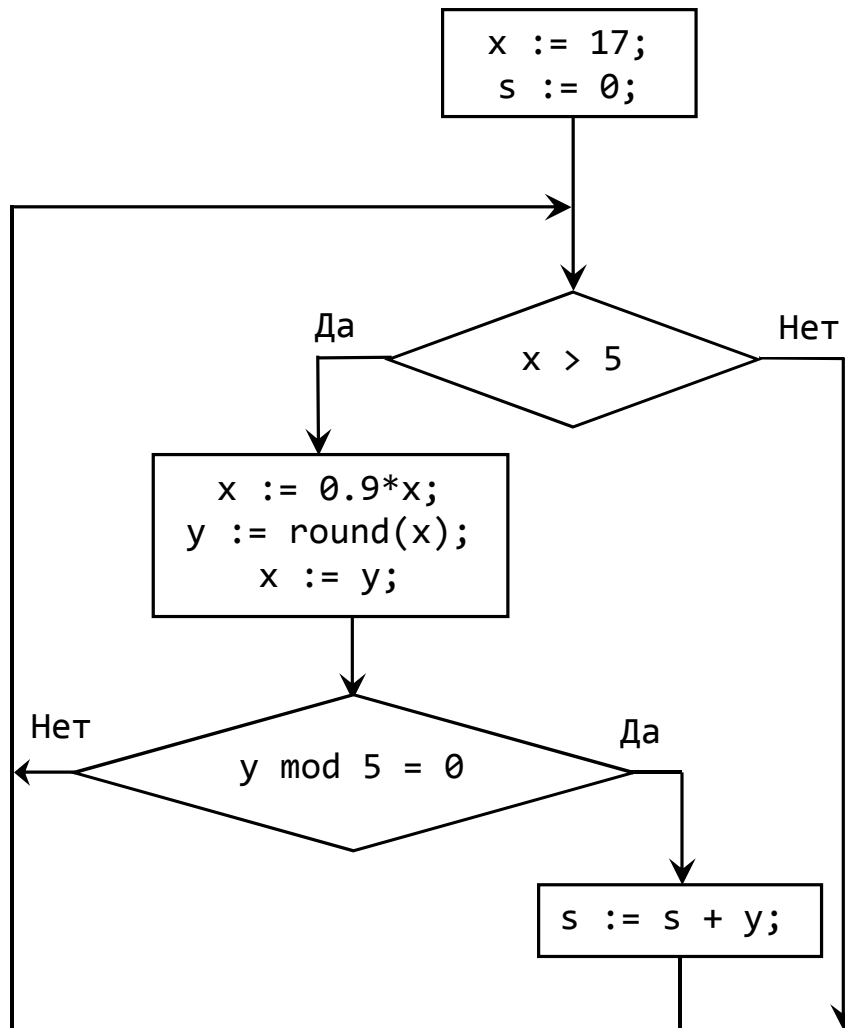 x := 17;
s := 0;
Да
x > 5
Нет
x := 0.9*x;
y := round(x);
x := y;
Нет
y mod 5 = 0
Да
s := s + y;